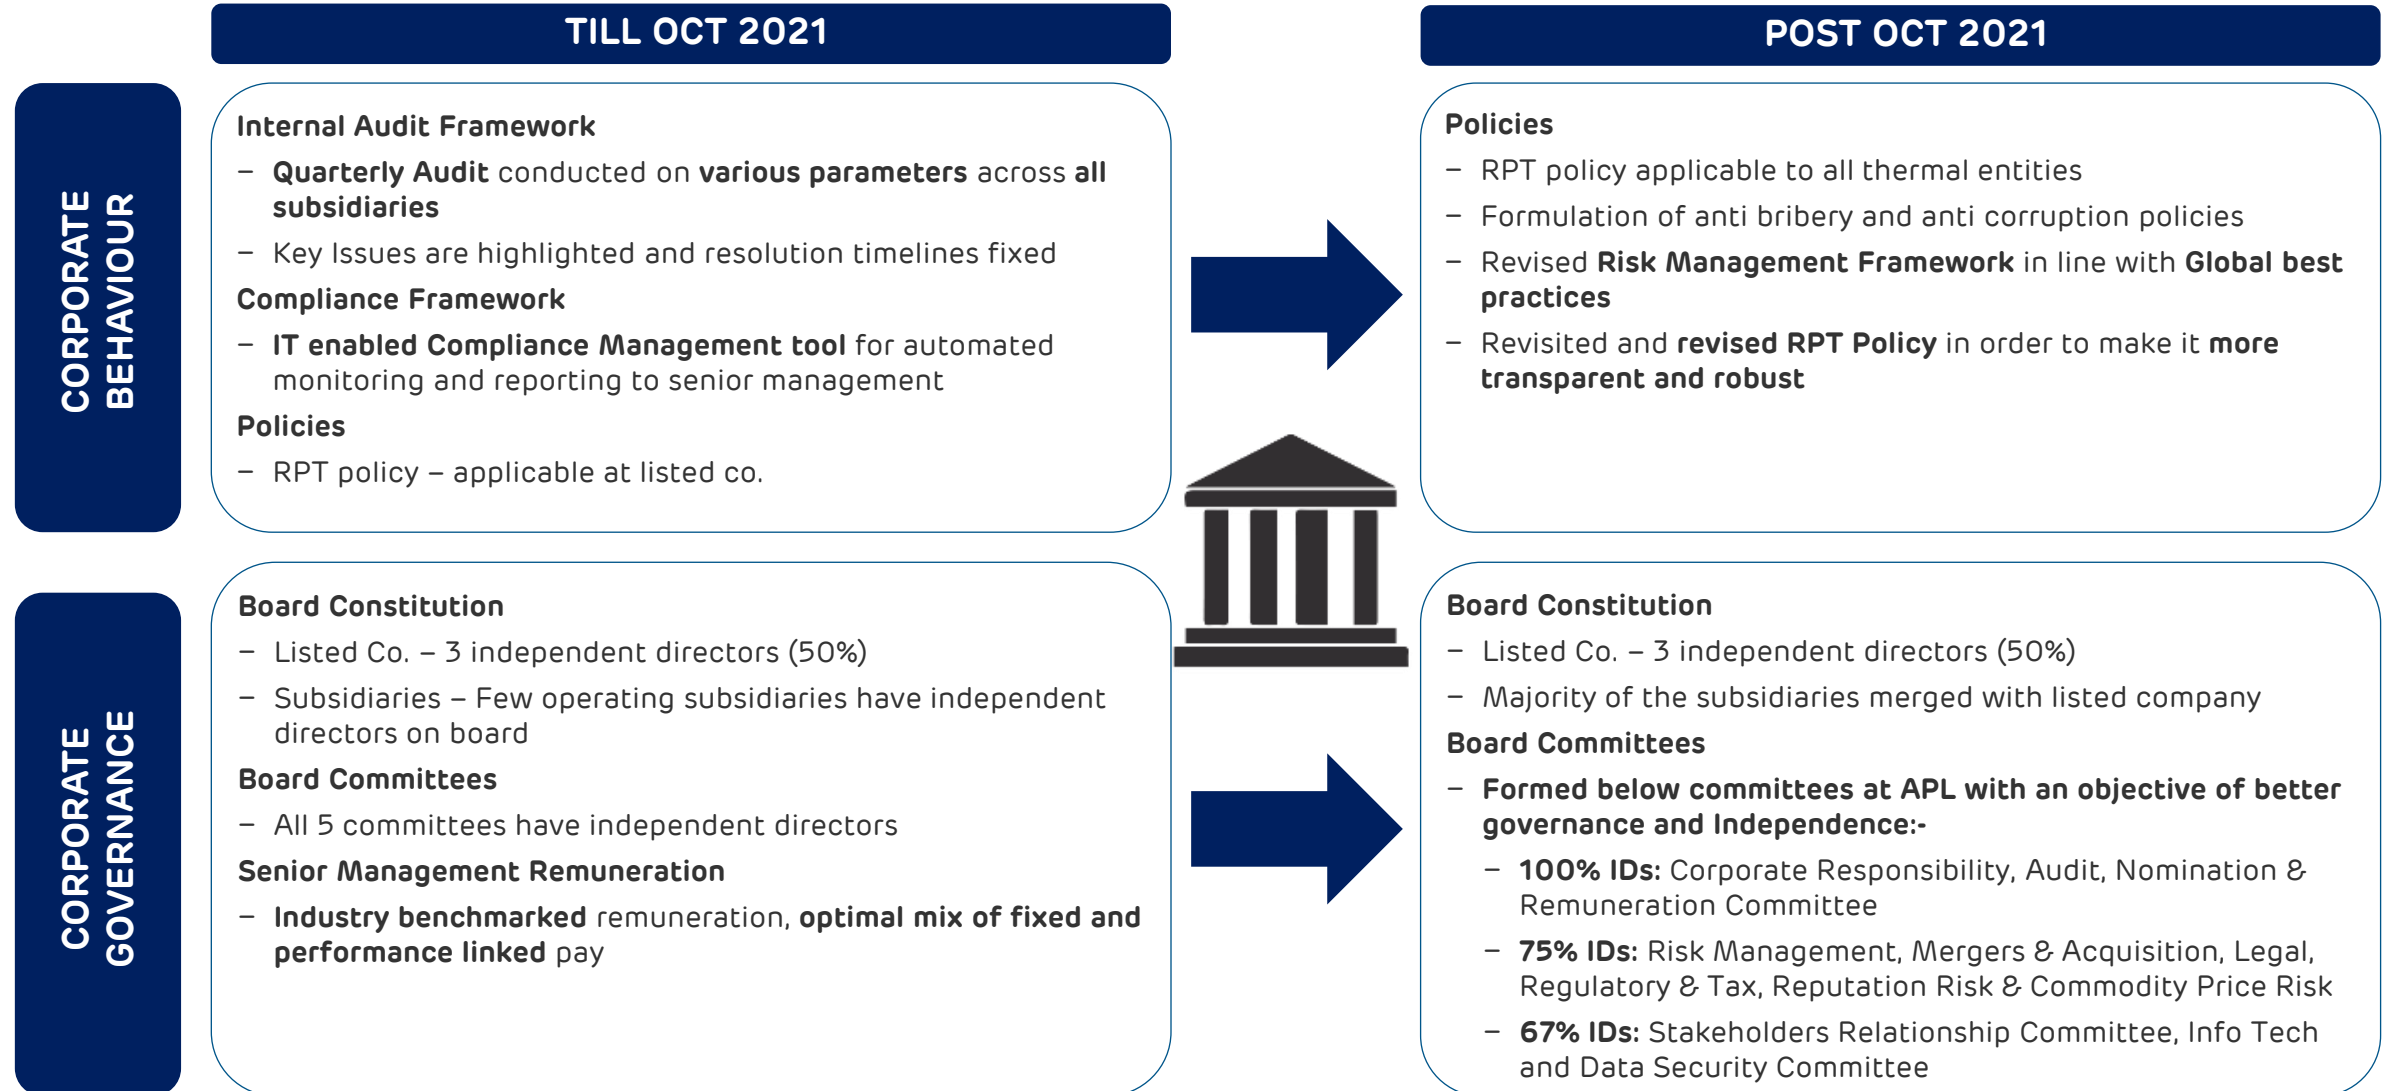 TILL OCT 2021
POST OCT 2021
CORPORATE
BEHAVIOUR
Internal Audit Framework
– Quarterly Audit conducted on various parameters across all
subsidiaries
– Key Issues are highlighted and resolution timelines fixed
Compliance Framework
– IT enabled Compliance Management tool for automated
monitoring and reporting to senior management
Policies
– RPT policy – applicable at listed co.
Policies
– RPT policy applicable to all thermal entities
– Formulation of anti bribery and anti corruption policies
– Revised Risk Management Framework in line with Global best
practices
– Revisited and revised RPT Policy in order to make it more
transparent and robust
CORPORATE
GOVERNANCE
Board Constitution
– Listed Co. – 3 independent directors (50%)
– Subsidiaries – Few operating subsidiaries have independent
directors on board
Board Committees
– All 5 committees have independent directors
Senior Management Remuneration
– Industry benchmarked remuneration, optimal mix of fixed and
performance linked pay
Board Constitution
– Listed Co. – 3 independent directors (50%)
– Majority of the subsidiaries merged with listed company
Board Committees
– Formed below committees at APL with an objective of better
governance and Independence:-
– 100% IDs: Corporate Responsibility, Audit, Nomination &
Remuneration Committee
– 75% IDs: Risk Management, Mergers & Acquisition, Legal,
Regulatory & Tax, Reputation Risk & Commodity Price Risk
– 67% IDs: Stakeholders Relationship Committee, Info Tech
and Data Security Committee